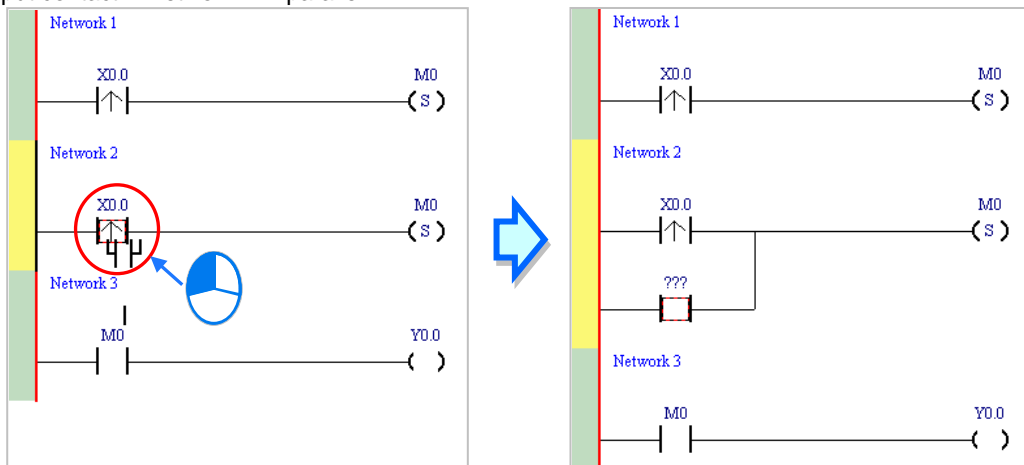 Network 1
X0.0 M0
S
Network 2
X0.0 M0
S
Network 3
M0 Y0.0
Network 1
X0.0 M0
S
Network 2
X0.0 M0
S
???
Network 3
M0 Y0.0